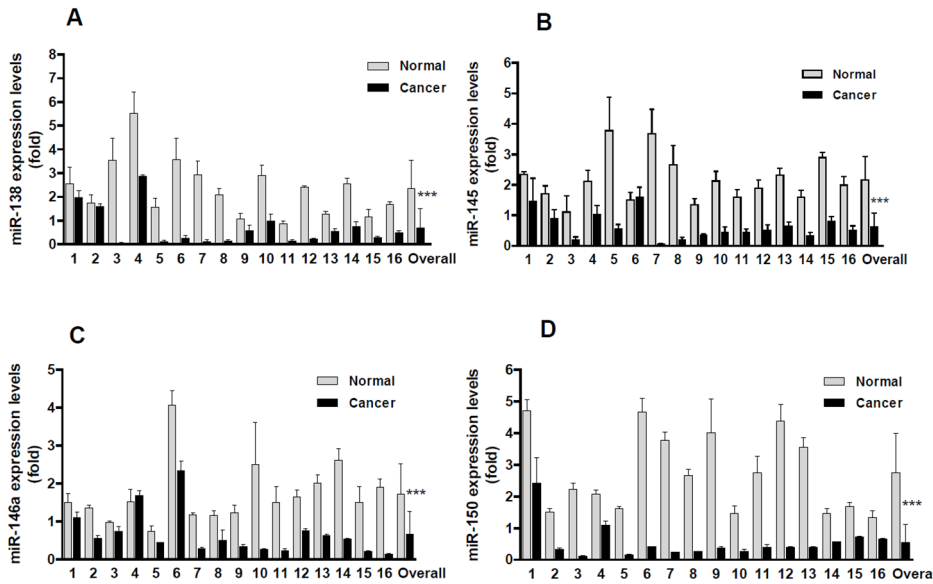 A
miR-138 expression levels
(fold)
8
7
6
5
4
3
2
1
0
Normal
Cancer
***
1 2 3 4 5 6 7 8 9 10 11 12 13 14 15 16 Overall
B
miR-145 expression levels
(fold)
6
5
4
3
2
1
0
Normal
Cancer
***
1 2 3 4 5 6 7 8 9 10 11 12 13 14 15 16 Overall
C
miR-146a expression levels
(fold)
5
4
3
2
1
0
Normal
Cancer
***
1 2 3 4 5 6 7 8 9 10 11 12 13 14 15 16 Overall
D
miR-150 expression levels
(fold)
6
5
4
3
2
1
0
Normal
Cancer
***
1 2 3 4 5 6 7 8 9 10 11 12 13 14 15 16 Overa